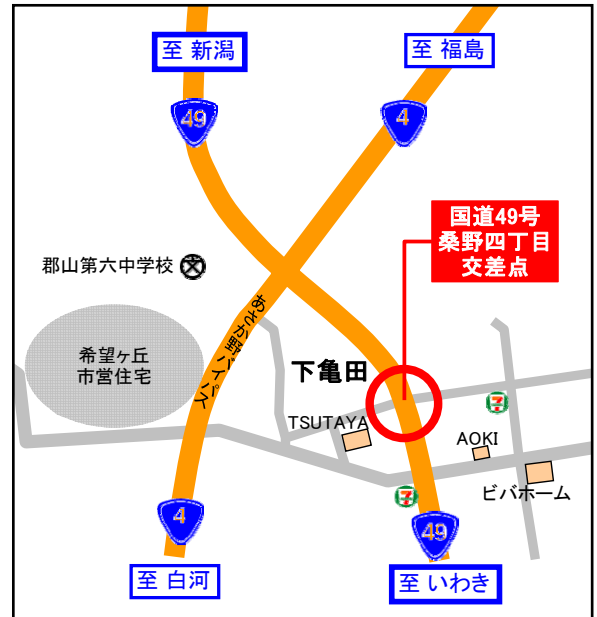 至 新潟
至 福島
49
4
国道49号
桑野四丁目
交差点
郡山第六中学校
あさか野バイパス
希望ヶ丘
市営住宅
下亀田
TSUTAYA
7
AOKI
ビバホーム
7
4
49
至 白河
至 いわき